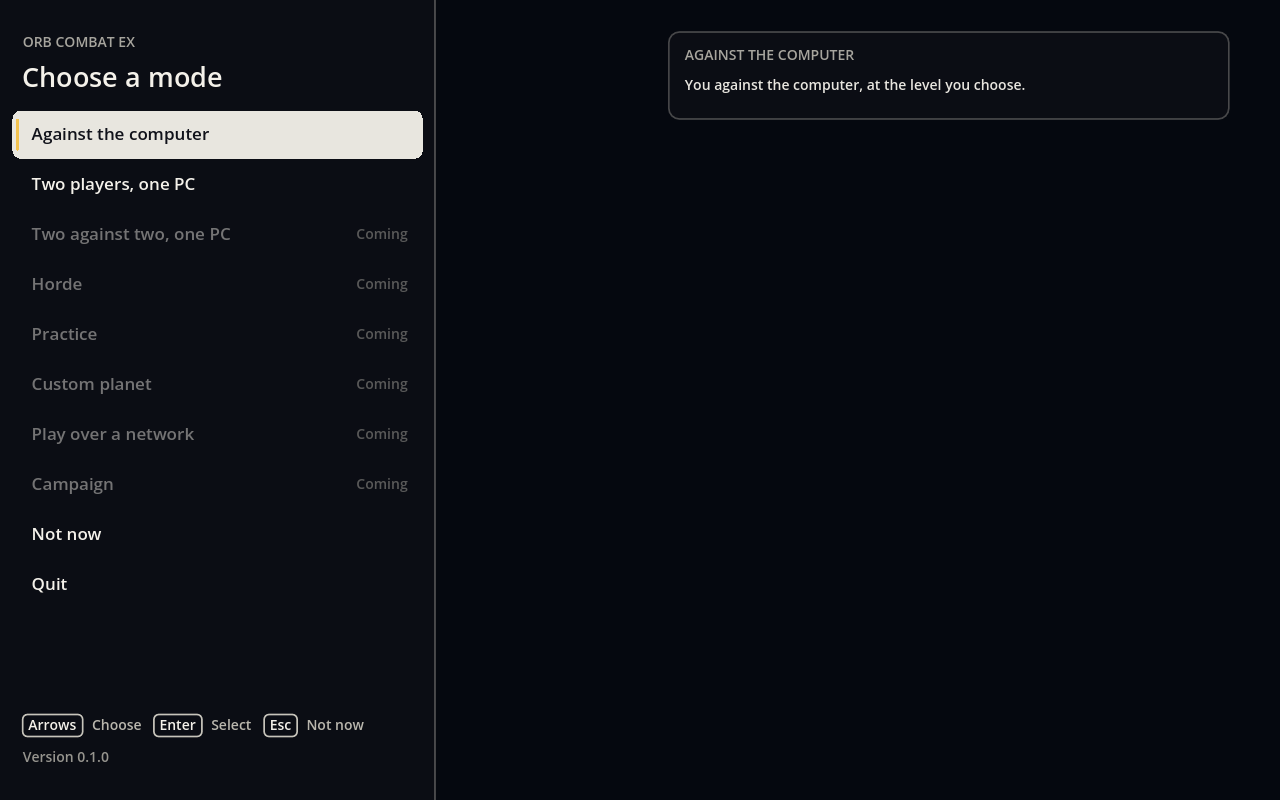 ORB COMBAT EX
Choose a mode
Against the computer
Two players, one PC
Two against two, one PC Coming
Horde Coming
Practice Coming
Custom planet Coming
Play over a network Coming
Campaign Coming
Not now
Quit
Arrows Choose Enter Select Esc Not now
Version 0.1.0
AGAINST THE COMPUTER
You against the computer, at the level you choose.